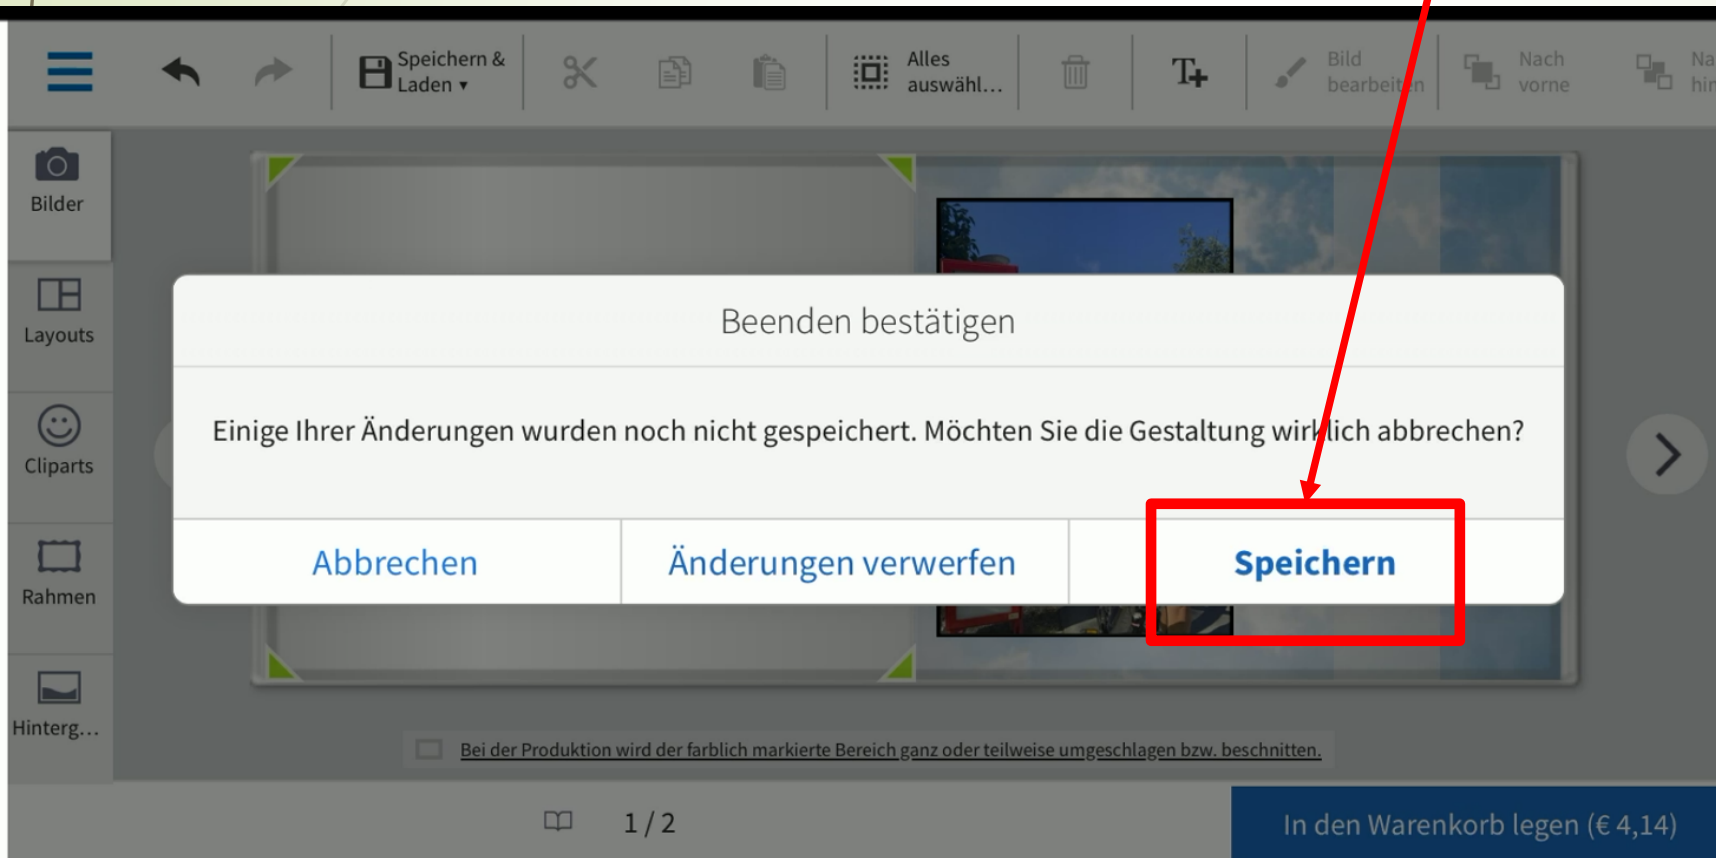 Speichern &
Laden ▾
Alles
auswähl...
Bild
bearbeiten
Nach
vorne
Bilder
Layouts
Cliparts
Rahmen
Hinterg...
Beenden bestätigen
Einige Ihrer Änderungen wurden noch nicht gespeichert. Möchten Sie die Gestaltung wirklich abbrechen?
Abbrechen
Änderungen verwerfen
Speichern
Bei der Produktion wird der farblich markierte Bereich ganz oder teilweise umgeschlagen bzw. beschnitten.
1 / 2
In den Warenkorb legen (€ 4,14)